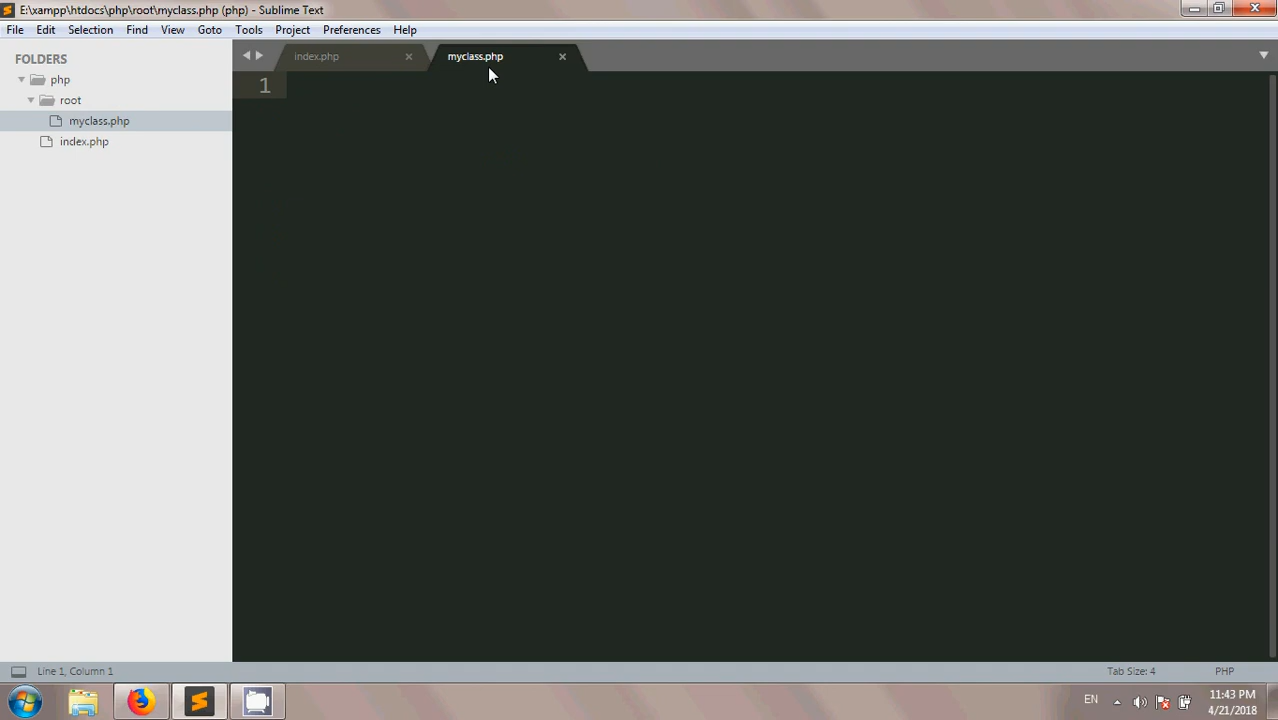 E:\xampp\htdocs\php\root\myclass.php (php) - Sublime Text
File Edit Selection Find View Goto Tools Project Preferences Help
FOLDERS
php
root
myclass.php
index.php
index.php myclass.php
1
Line 1, Column 1 Tab Size: 4 PHP
EN 11:43 PM
4/21/2018